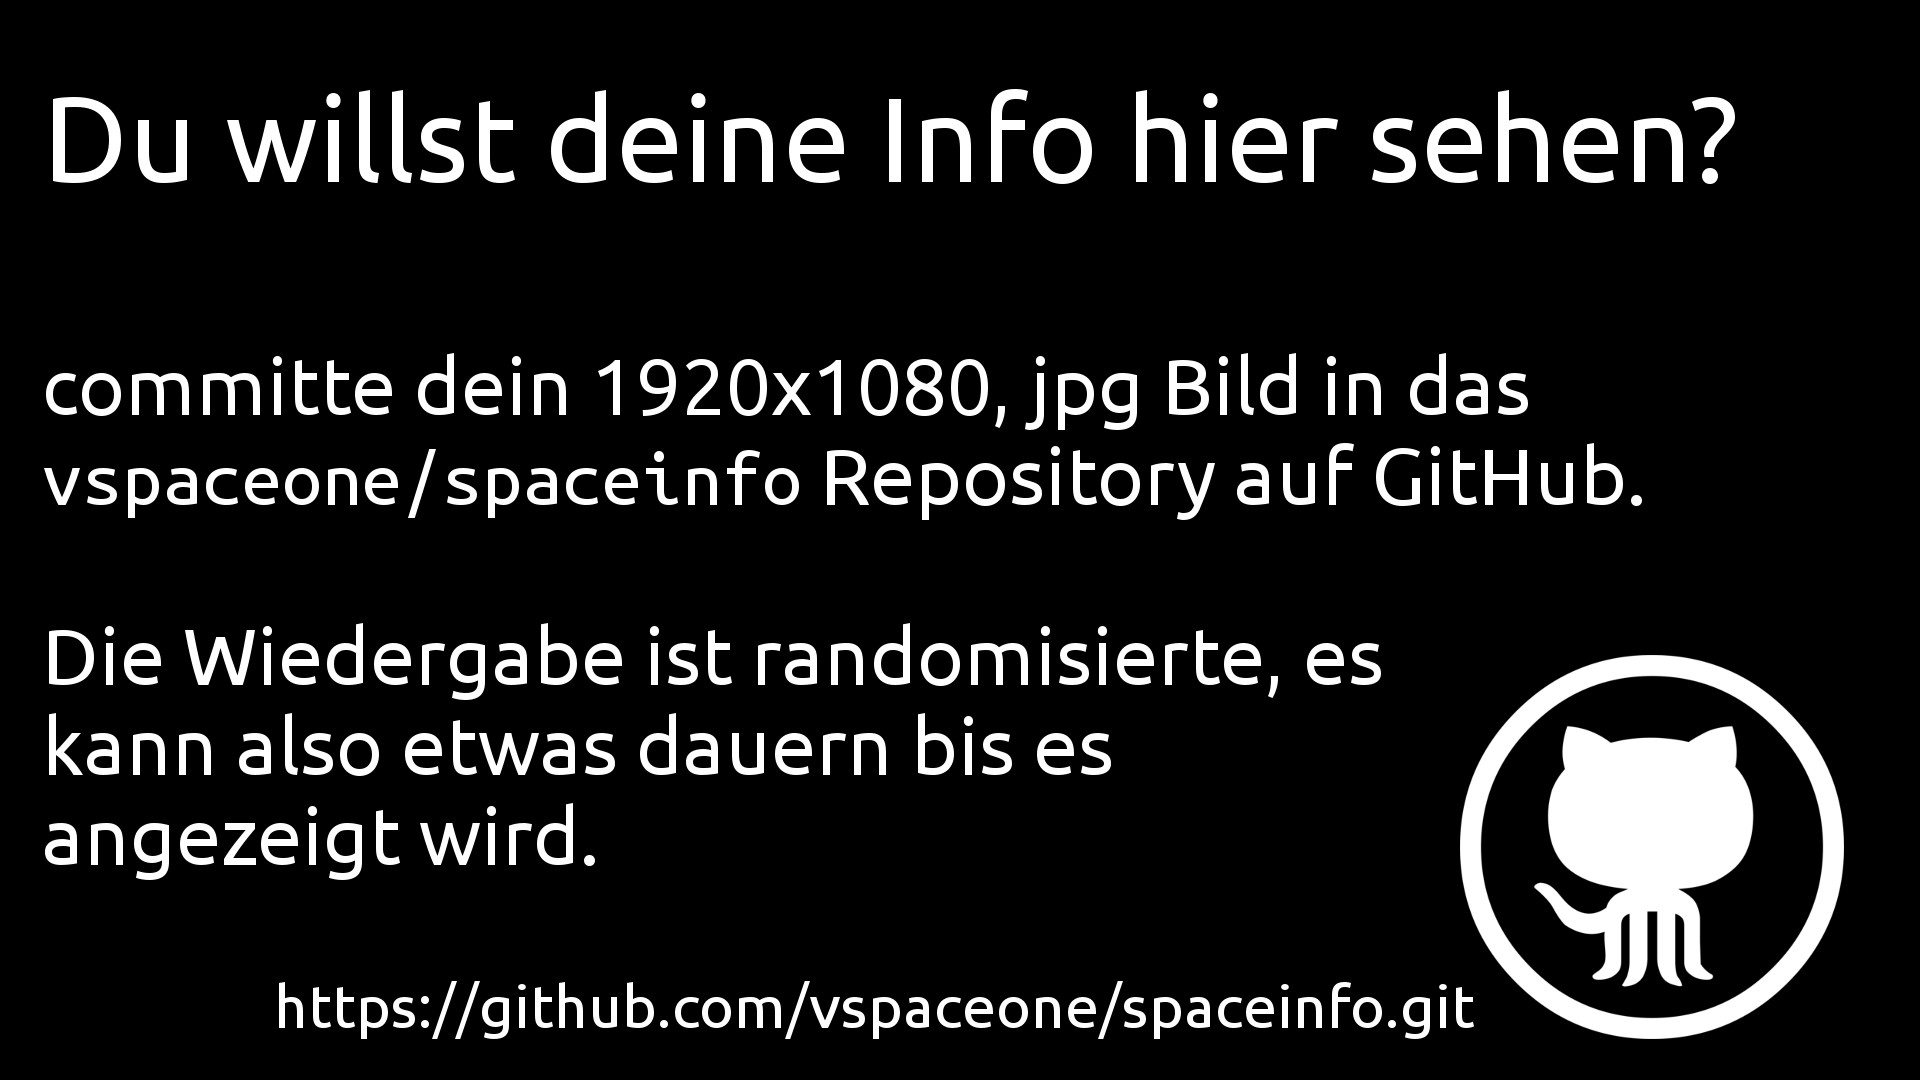 Du willst deine Info hier sehen?
committe dein 1920x1080, jpg Bild in das
vspaceone/spaceinfo Repository auf GitHub.
Die Wiedergabe ist randomisierte, es
kann also etwas dauern bis es
angezeigt wird.
https://github.com/vspaceone/spaceinfo.git